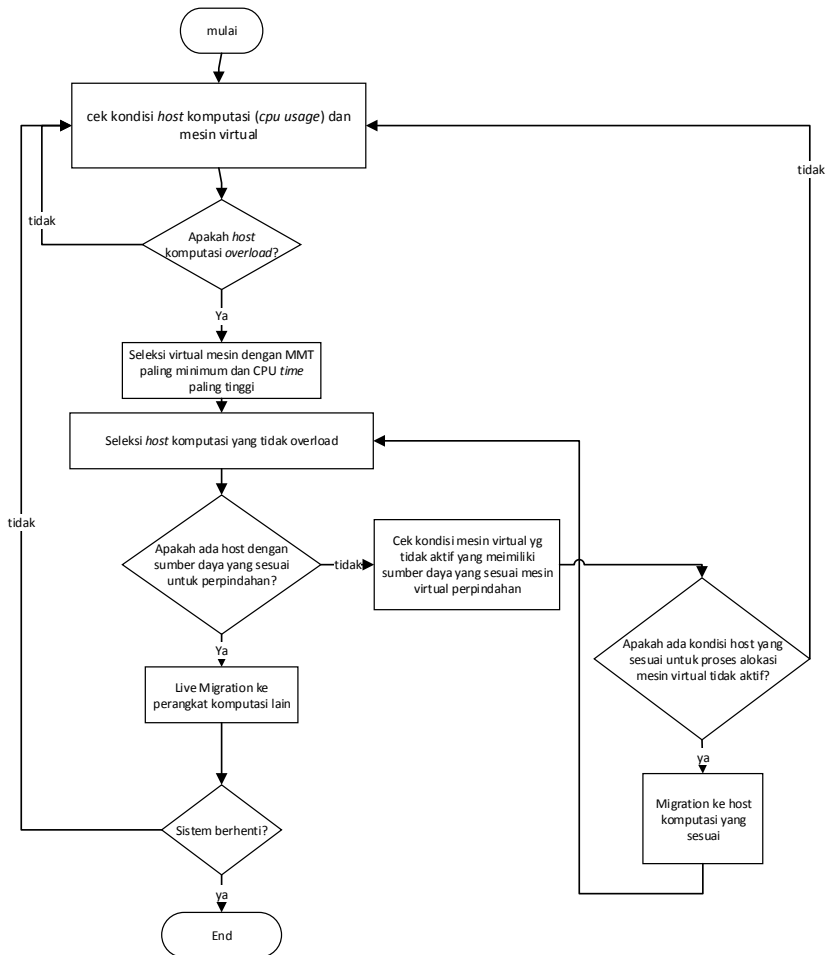 mulai
cek kondisi host komputasi (cpu usage) dan
mesin virtual
tidak
tidak
Apakah host
komputasi overload?
Ya
Seleksi virtual mesin dengan MMT
paling minimum dan CPU time
paling tinggi
Seleksi host komputasi yang tidak overload
tidak
Apakah ada host dengan
sumber daya yang sesuai
untuk perpindahan?
tidak
Cek kondisi mesin virtual yg
tidak aktif yang meimiliki
sumber daya yang sesuai mesin
virtual perpindahan
Apakah ada kondisi host yang
sesuai untuk proses alokasi
mesin virtual tidak aktif?
Ya
Live Migration ke
perangkat komputasi lain
ya
Migration ke host
komputasi yang
sesuai
Sistem berhenti?
ya
End